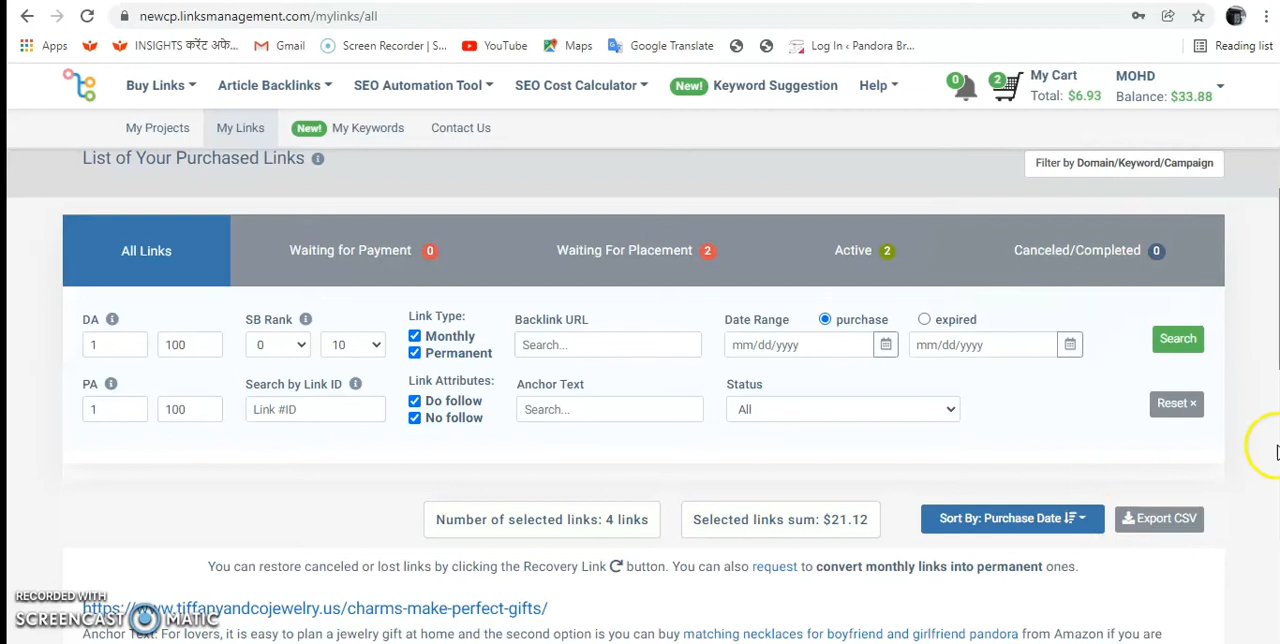 newcp.linksmanagement.com/mylinks/all
Apps INSIGHTS करेंट अफे... Gmail Screen Recorder | S... YouTube Maps Google Translate Log In ‹ Pandora Br... Reading list
Buy Links Article Backlinks SEO Automation Tool SEO Cost Calculator New! Keyword Suggestion Help 0 2 My Cart MOHD
Total: $6.93 Balance: $33.88
My Projects My Links New! My Keywords Contact Us
List of Your Purchased Links Filter by Domain/Keyword/Campaign
All Links Waiting for Payment 0 Waiting For Placement 2 Active 2 Canceled/Completed 0
DA SB Rank Link Type: Backlink URL Date Range purchase expired
1 100 0 10 Monthly Search... mm/dd/yyyy mm/dd/yyyy Search
Permanent
PA Search by Link ID Link Attributes: Anchor Text Status
1 100 Link #ID Do follow Search... All Reset ×
No follow
Number of selected links: 4 links Selected links sum: $21.12 Sort By: Purchase Date Export CSV
You can restore canceled or lost links by clicking the Recovery Link button. You can also request to convert monthly links into permanent ones.
https://www.tiffanyandcojewelry.us/charms-make-perfect-gifts/
Anchor Text: For lovers, it is easy to plan a jewelry gift at home and the second option is you can buy matching necklaces for boyfriend and girlfriend pandora from Amazon if you are
RECORDED WITH
SCREENCAST MATIC